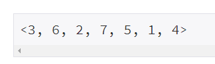 <3, 6, 2, 7, 5, 1, 4>